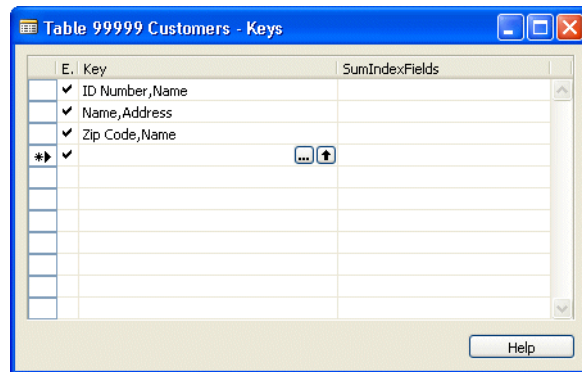 Table 99999 Customers - Keys
E. Key SumIndexFields
ID Number,Name
Name,Address
Zip Code,Name
...
Help